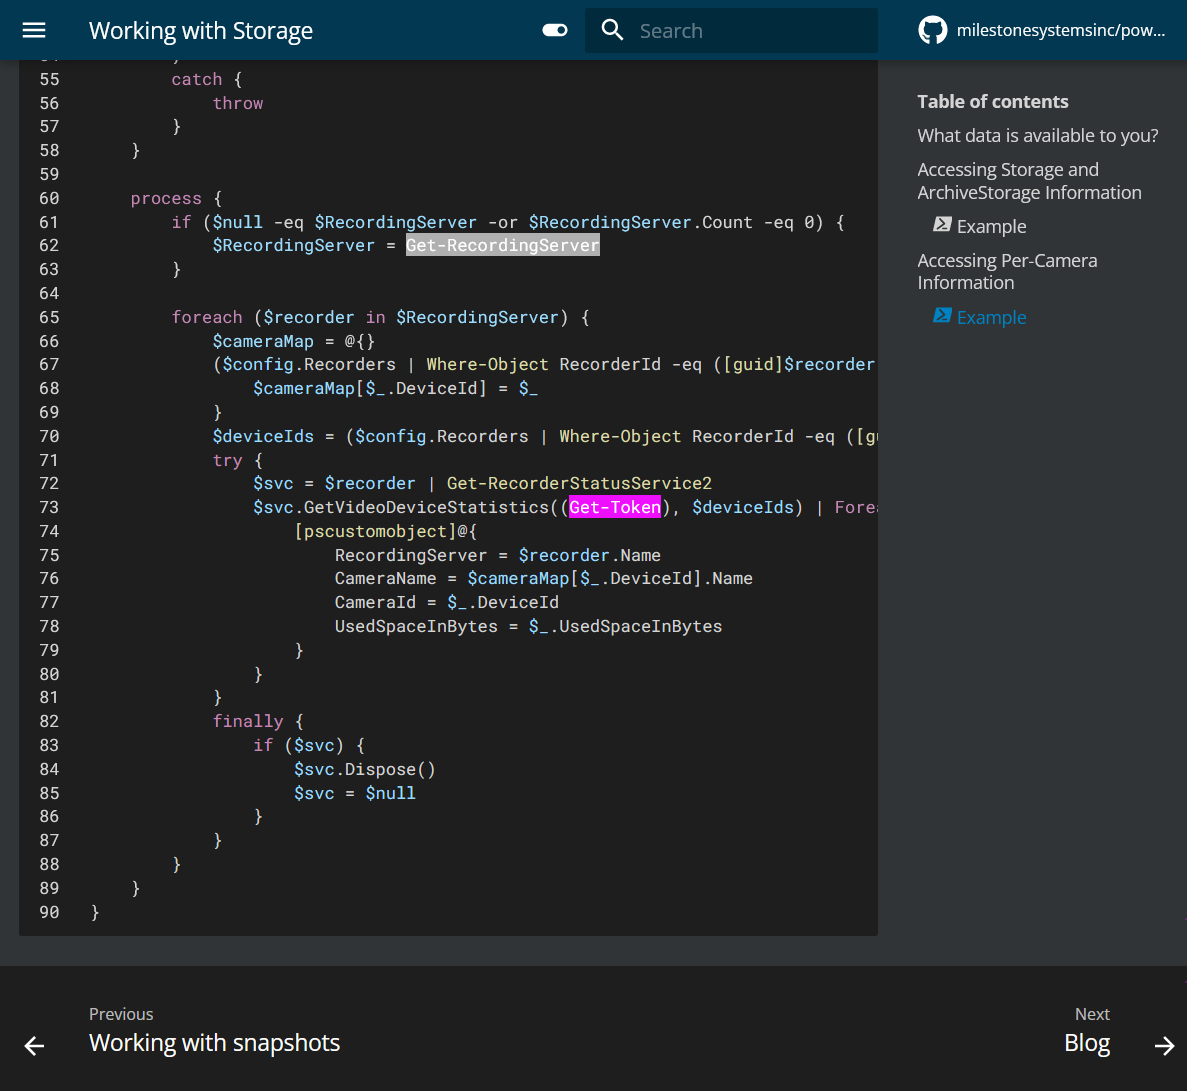 Working with Storage
Search
milestonesystemsinc/pow...
55 catch {
56 throw
57 }
58 }
59
60 process {
61 if ($null -eq $RecordingServer -or $RecordingServer.Count -eq 0) {
62 $RecordingServer = Get-RecordingServer
63 }
64
65 foreach ($recorder in $RecordingServer) {
66 $cameraMap = @{}
67 ($config.Recorders | Where-Object RecorderId -eq ([guid]$recorder
68 $cameraMap[$_.DeviceId] = $_
69 }
70 $deviceIds = ($config.Recorders | Where-Object RecorderId -eq ([gu
71 try {
72 $svc = $recorder | Get-RecorderStatusService2
73 $svc.GetVideoDeviceStatistics((Get-Token), $deviceIds) | Fore
74 [pscustomobject]@{
75 RecordingServer = $recorder.Name
76 CameraName = $cameraMap[$_.DeviceId].Name
77 CameraId = $_.DeviceId
78 UsedSpaceInBytes = $_.UsedSpaceInBytes
79 }
80 }
81 }
82 finally {
83 if ($svc) {
84 $svc.Dispose()
85 $svc = $null
86 }
87 }
88 }
89 }
90 }
Table of contents
What data is available to you?
Accessing Storage and
ArchiveStorage Information
Example
Accessing Per-Camera
Information
Example
Previous
Working with snapshots
Next
Blog